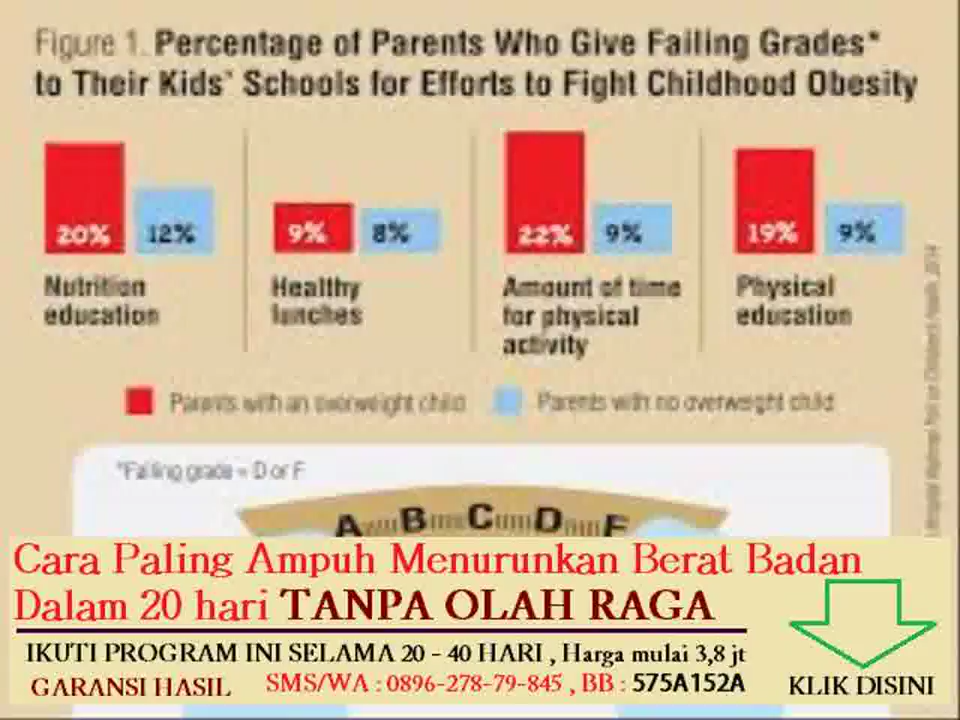 Figure 1. Percentage of Parents Who Give Failing Grades*
to Their Kids' Schools for Efforts to Fight Childhood Obesity
20% 12% 9% 8% 22% 9% 19% 9%
Nutrition education
Healthy lunches
Amount of time for physical activity
Physical education
Parents with an overweight child Parents with no overweight child
*Failing grade = D or F
A B C D F
Cara Paling Ampuh Menurunkan Berat Badan
Dalam 20 hari TANPA OLAH RAGA
IKUTI PROGRAM INI SELAMA 20 - 40 HARI , Harga mulai 3,8 jt
GARANSI HASIL SMS/WA : 0896-278-79-845 , BB : 575A152A
KLIK DISINI